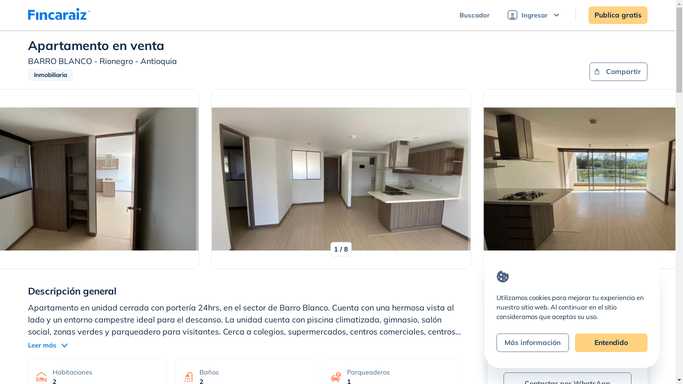 Fincaraiz
Buscador
Ingresar
Publica gratis
Apartamento en venta
BARRO BLANCO - Rionegro - Antioquia
Inmobiliaria
Compartir
1 / 8
Descripción general
Apartamento en unidad cerrada con portería 24hrs, en el sector de Barro Blanco. Cuenta con una hermosa vista al
lado y un entorno campestre ideal para el descanso. La unidad cuenta con piscina climatizada, gimnasio, salón
social, zonas verdes y parqueadero para visitantes. Cerca a colegios, supermercados, centros comerciales, centros...
Leer más
Habitaciones
2
Baños
2
Parqueaderos
1
Utilizamos cookies para mejorar tu experiencia en
nuestro sitio web. Al continuar en el sitio
consideramos que aceptas su uso.
Más información
Entendido
Contactar por WhatsApp